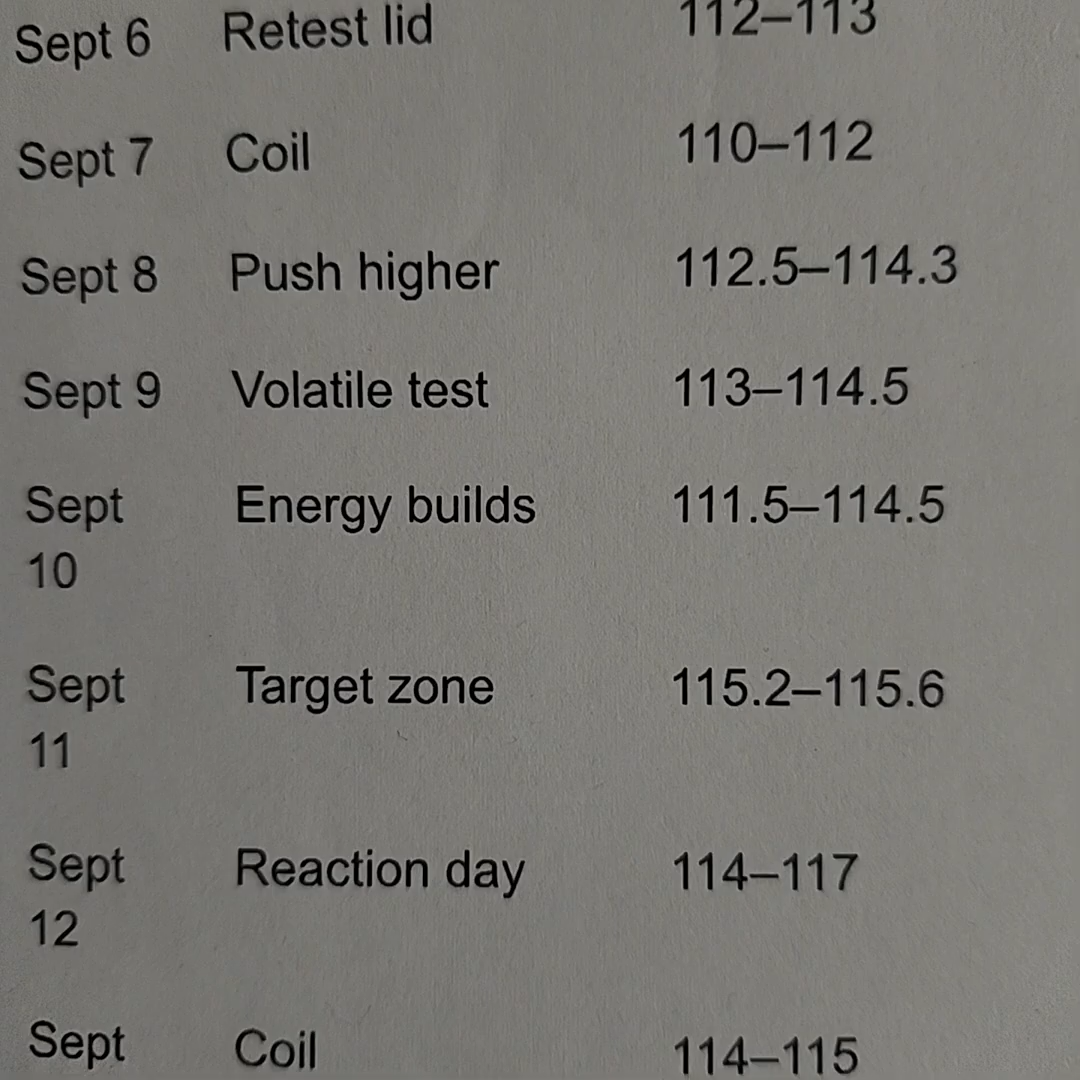 Sept 6 Retest lid 112–113
Sept 7 Coil 110–112
Sept 8 Push higher 112.5–114.3
Sept 9 Volatile test 113–114.5
Sept Energy builds 111.5–114.5
10
Sept Target zone 115.2–115.6
11
Sept Reaction day 114–117
12
Sept Coil 114–115